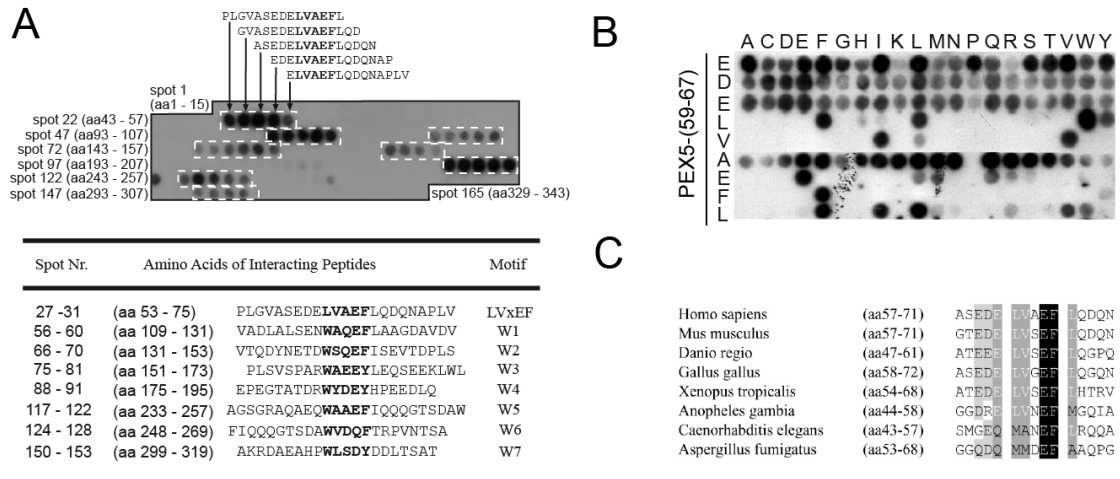 A
PLGVASEDELVAEFL
GVASEDELVAEFLQD
ASEDELVAEFLQDQN
EDELVAEFLQDQNAP
ELVAEFLQDQNAPLV
spot 1
(aa1 - 15)
spot 22 (aa43 - 57)
spot 47 (aa93 - 107)
spot 72 (aa143 - 157)
spot 97 (aa193 - 207)
spot 122 (aa243 - 257)
spot 147 (aa293 - 307)
spot 165 (aa329 - 343)
Spot Nr. Amino Acids of Interacting Peptides Motif
27 -31 (aa 53 - 75) PLGVASEDELVAEFLQDQNAPLV LVxEF
56 - 60 (aa 109 - 131) VADLALSENWAQEFLAAGDAVDV W1
66 - 70 (aa 131 - 153) VTQDYNETDWSQEFISEVTDPLS W2
75 - 81 (aa 151 - 173) PLSVSPARWAEEYLEQSEEKLWL W3
88 - 91 (aa 175 - 195) EPEGTATDRWYDEYHPEEDLQ W4
117 - 122 (aa 233 - 257) AGSGRAQAEQWAAEFIQQQGTSDAW W5
124 - 128 (aa 248 - 269) FIQQQGTSDAWVDQFTRPVNTSA W6
150 - 153 (aa 299 - 319) AKRDAEAHPWLSDYDDLTSAT W7
B
A C D E F G H I K L M N P Q R S T V W Y
PEX5-(59-67)
E
D
E
L
V
A
E
F
L
C
Homo sapiens (aa57-71) ASEDELVAEFLQDQN
Mus musculus (aa57-71) GTEDELVSEFLQDQN
Danio regio (aa47-61) ATEEELVSEFLQGPQ
Gallus gallus (aa58-72) ASEDELVGEFLQGQN
Xenopus tropicalis (aa54-68) ATEDELVSEFLHTRV
Anopheles gambia (aa44-58) GGDRELVNEFMGQIA
Caenorhabditis elegans (aa43-57) SMGEQMANEFLRQQA
Aspergillus fumigatus (aa53-68) GGQDQMMDEFAAQPG